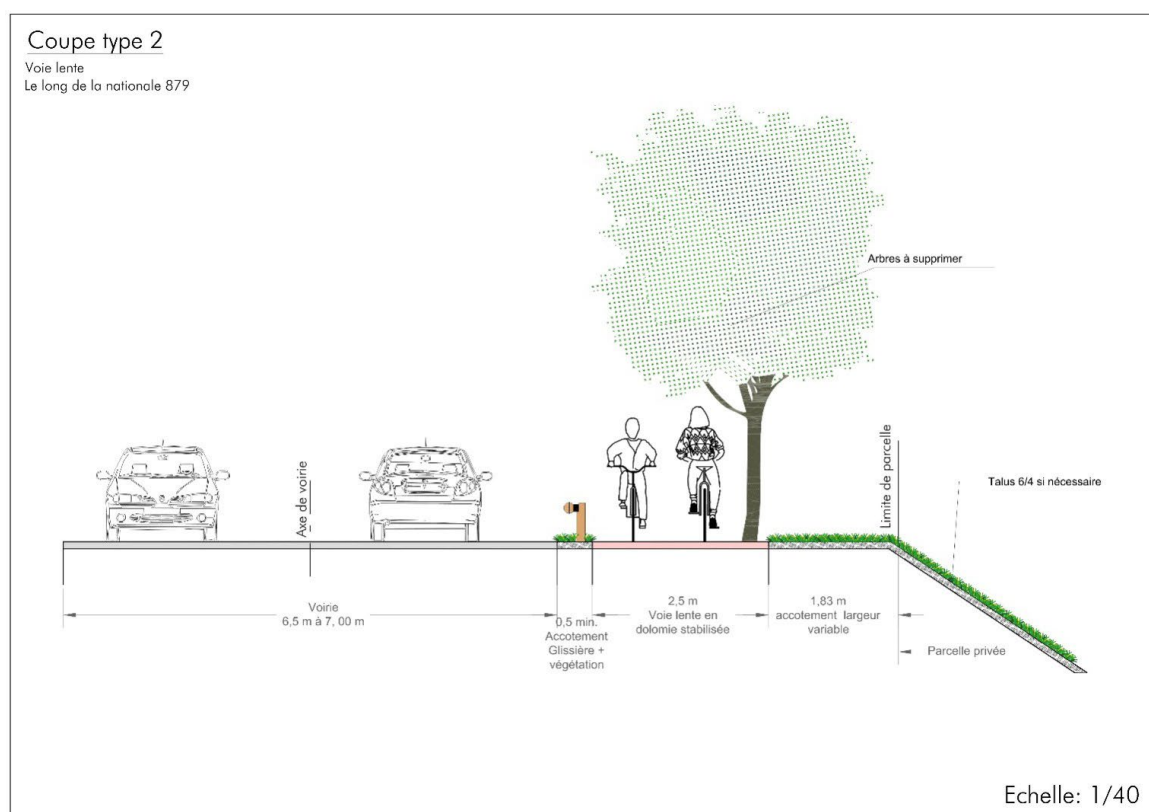 Coupe type 2
Voie lente
Le long de la nationale 879
Arbres à supprimer
Axe de voirie
Limite de parcelle
Talus 6/4 si nécessaire
Voirie
6,5 m à 7, 00 m
0,5 min.
Accotement
Glissière +
végétation
2,5 m
Voie lente en
dolomie stabilisée
1,83 m
accotement largeur
variable
Parcelle privée
Echelle: 1/40